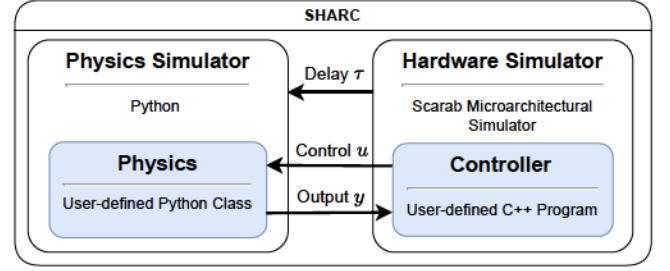 SHARC
Physics Simulator
Python
Physics
User-defined Python Class
Delay τ
Control u
Output y
Hardware Simulator
Scarab Microarchitectural
Simulator
Controller
User-defined C++ Program